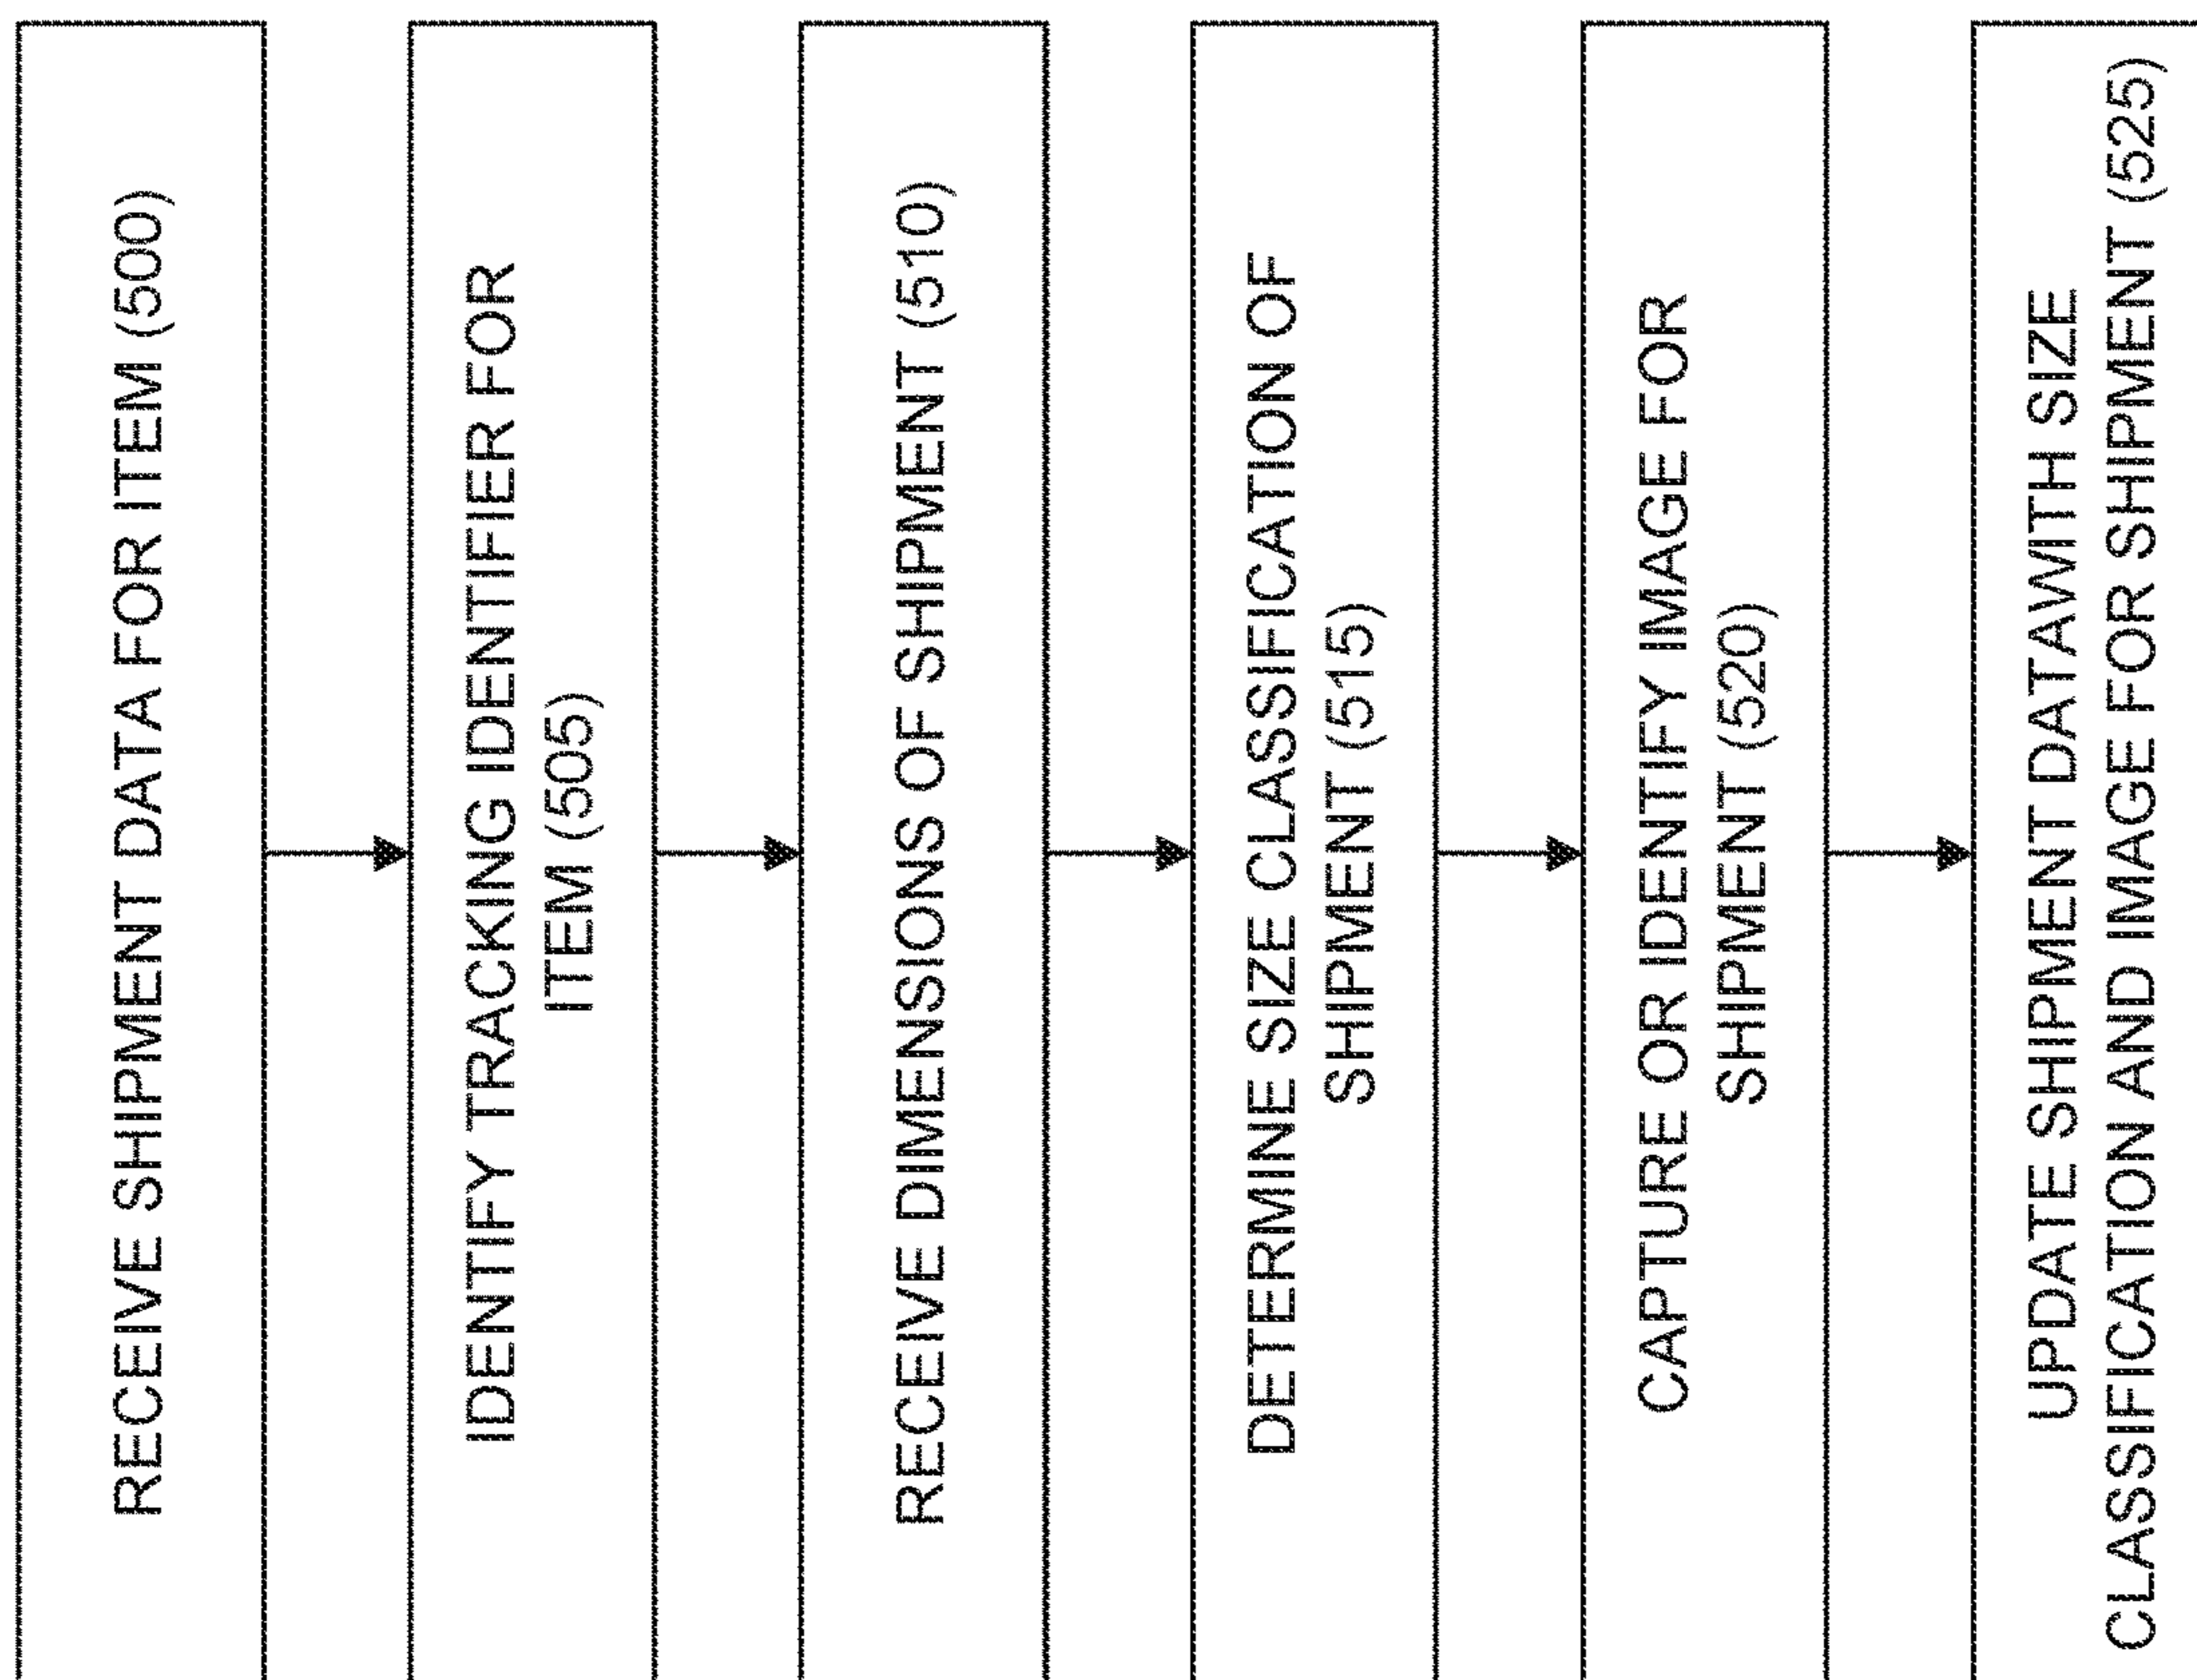 RECEIVE SHIPMENT DATA FOR ITEM (500)
IDENTIFY TRACKING IDENTIFIER FOR
ITEM (505)
RECEIVE DIMENSIONS OF SHIPMENT (510)
DETERMINE SIZE CLASSIFICATION OF
SHIPMENT (515)
CAPTURE OR IDENTIFY IMAGE FOR
SHIPMENT (520)
UPDATE SHIPMENT DATAWITH SIZE
CLASSIFICATION AND IMAGE FOR SHIPMENT (525)